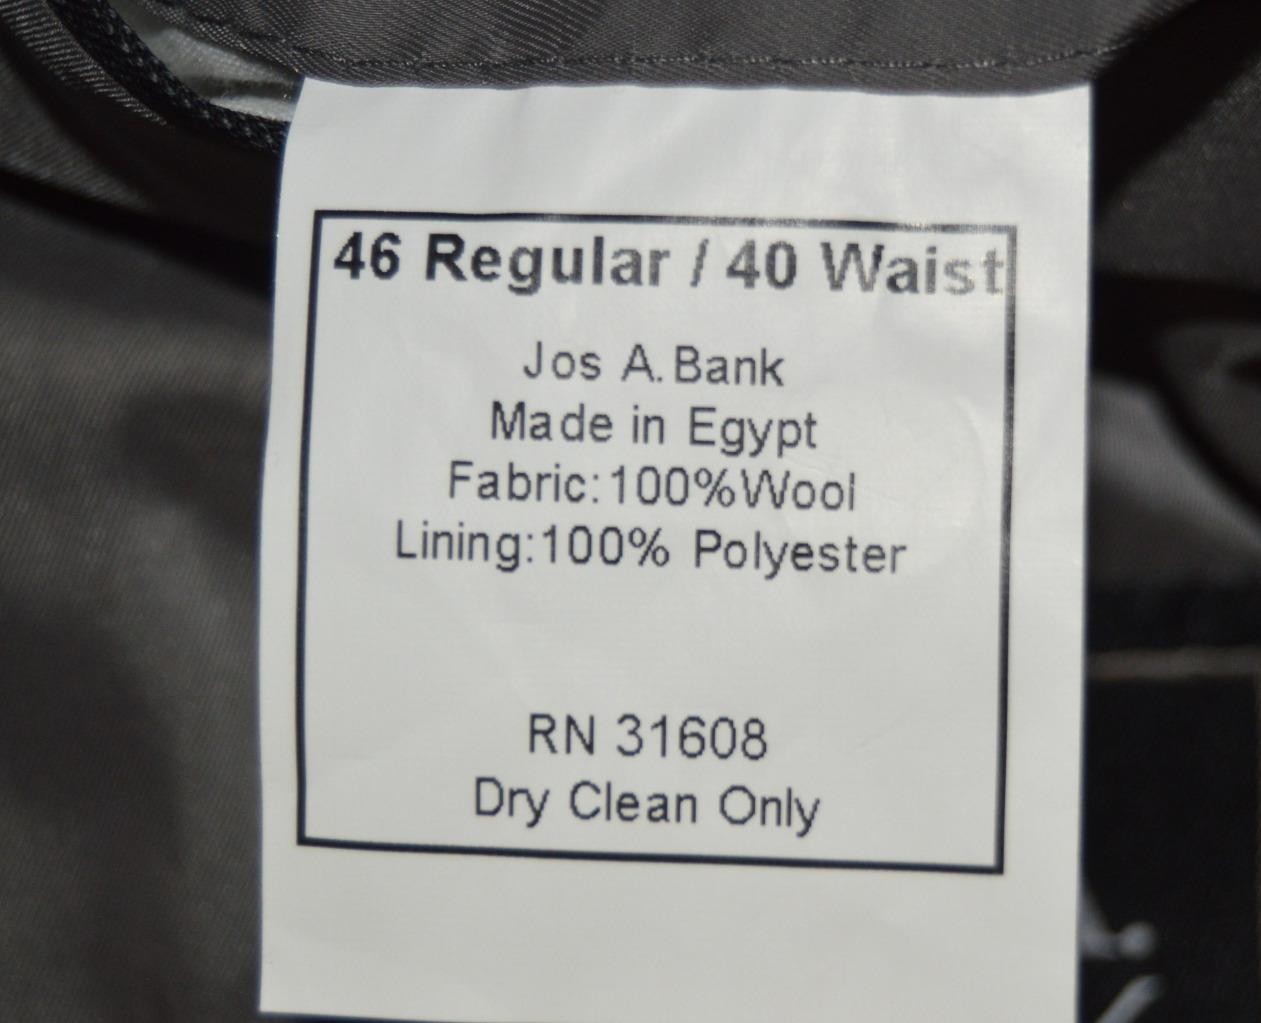 46 Regular / 40 Waist
Jos A. Bank
Made in Egypt
Fabric:100%Wool
Lining:100% Polyester
RN 31608
Dry Clean Only